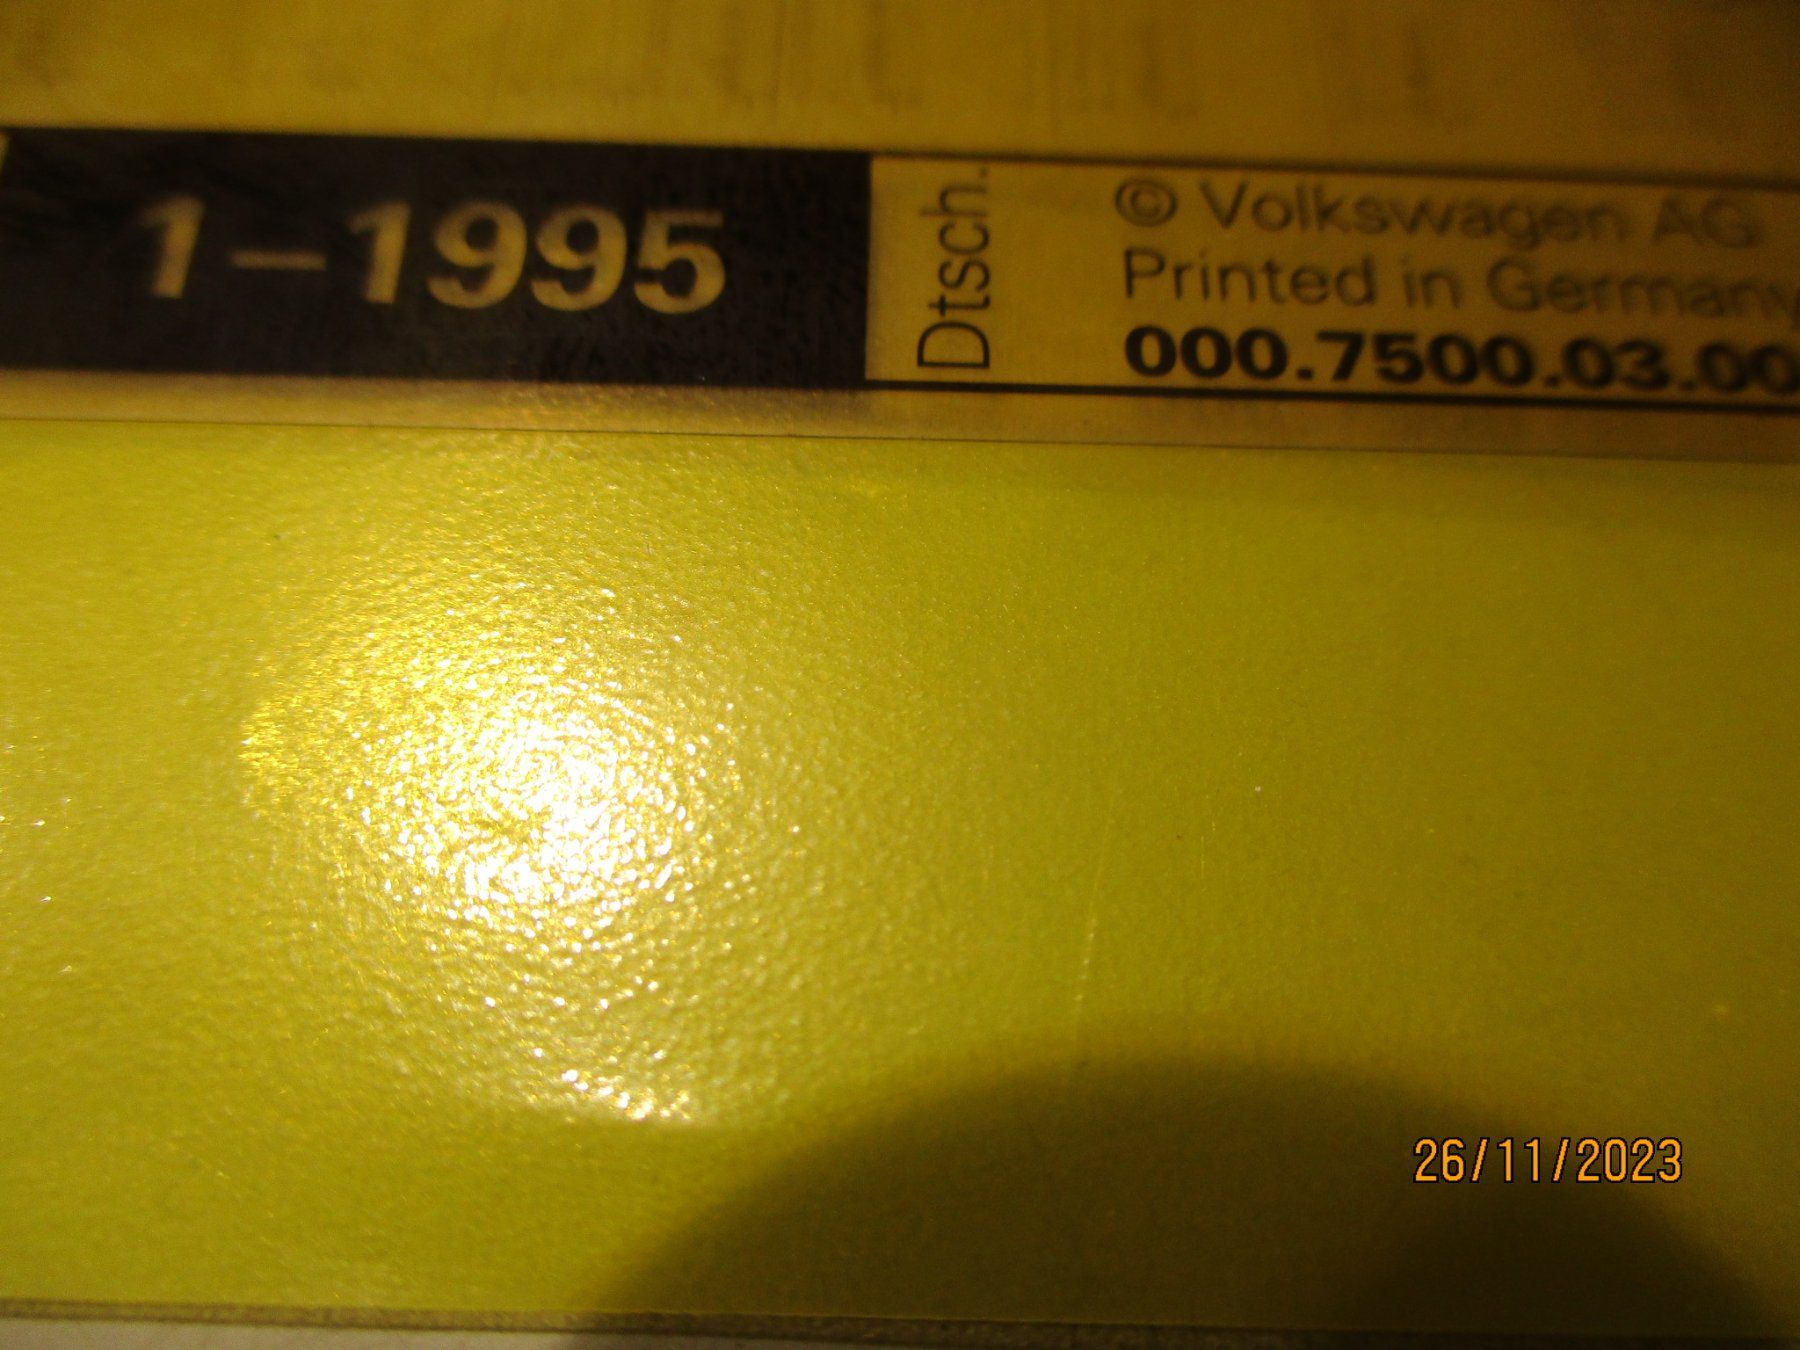 1–1995
Dtsch.
© Volkswagen AG
Printed in Germany
000.7500.03.00
26/11/2023